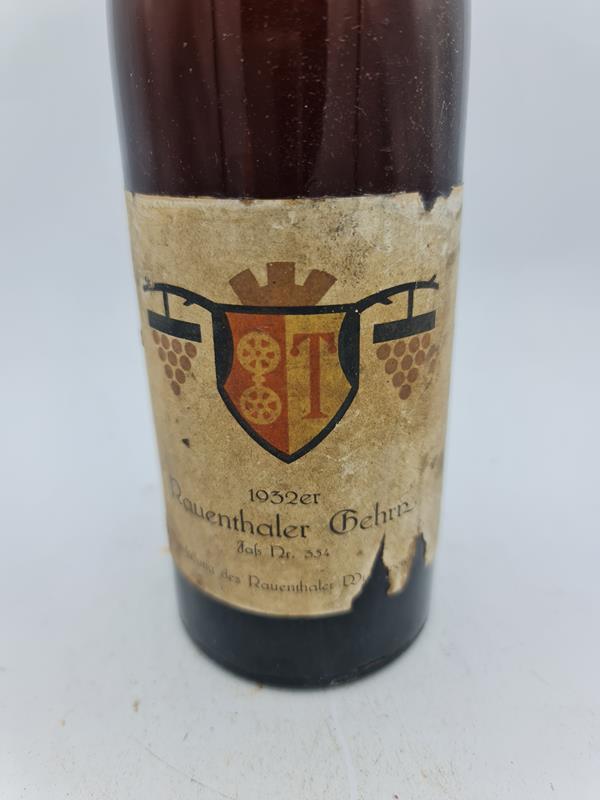 T
1932er
Rauenthaler Gehrn
Faß Nr. 354
des Rauenthaler